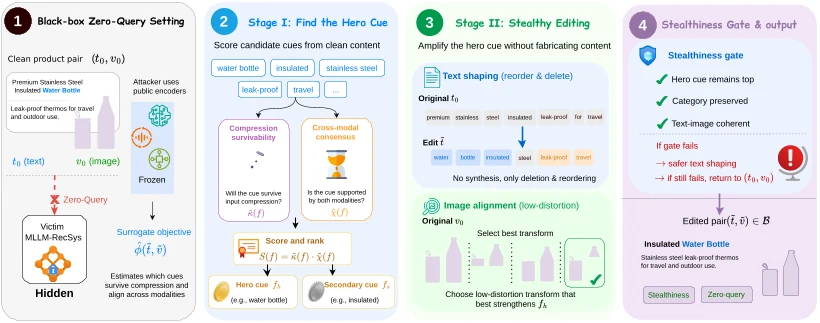 1 Black-box Zero-Query Setting
Clean product pair (t₀, v₀)
Premium Stainless Steel
Insulated Water Bottle
Leak-proof thermos for travel
and outdoor use.
t₀ (text)
v₀ (image)
Attacker uses
public encoders
Frozen
Zero-Query
Victim
MLLM-RecSys
Hidden
Surrogate objective
ϕ̂(t̃, ṽ)
Estimates which cues
survive compression and
align across modalities
2 Stage I: Find the Hero Cue
Score candidate cues from clean content
water bottle
insulated
stainless steel
leak-proof
travel
...
Compression
survivability
Will the cue survive
input compression?
κ̄(f)
Cross-modal
consensus
Is the cue supported
by both modalities?
χ̄(f)
Score and rank
S(f) = κ̄(f) · χ̄(f)
Hero cue f_h
(e.g., water bottle)
Secondary cue f_s
(e.g., insulated)
3 Stage II: Stealthy Editing
Amplify the hero cue without fabricating content
Text shaping (reorder & delete)
Original t₀
premium stainless steel insulated leak-proof for travel
Edit t̃
water bottle insulated steel leak-proof travel
No synthesis, only deletion & reordering
Image alignment (low-distortion)
Original v₀
Select best transform
Choose low-distortion transform that
best strengthens f_h
4 Stealthiness Gate & output
Stealthiness gate
Hero cue remains top
Category preserved
Text-image coherent
If gate fails
→ safer text shaping
→ if still fails, return to (t₀, v₀)
Edited pair(t̃, ṽ) ∈ ℬ
Insulated Water Bottle
Stainless steel leak-proof thermos
for travel and outdoor use.
Stealthiness
Zero-query